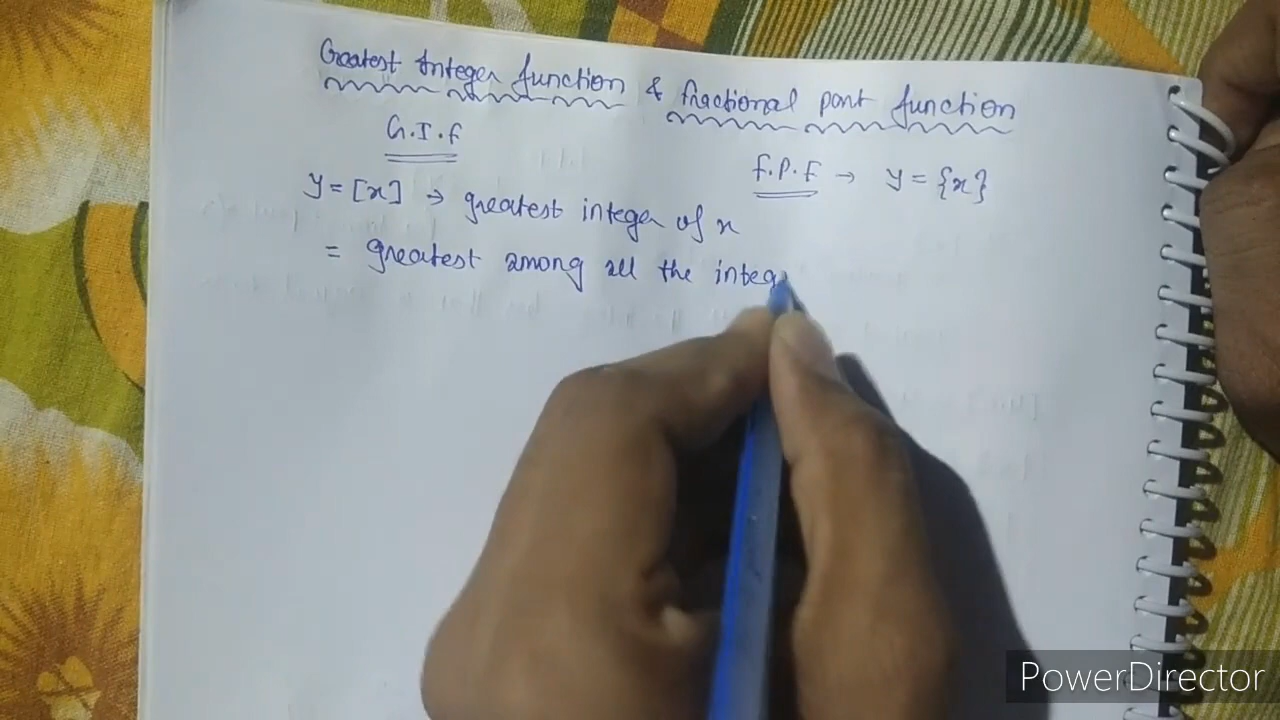 Greatest Integer function & fractional part function
G.I.f
f.P.f → y = {x}
y = [x] → greatest integer of x
= greatest among all the integ
PowerDirector